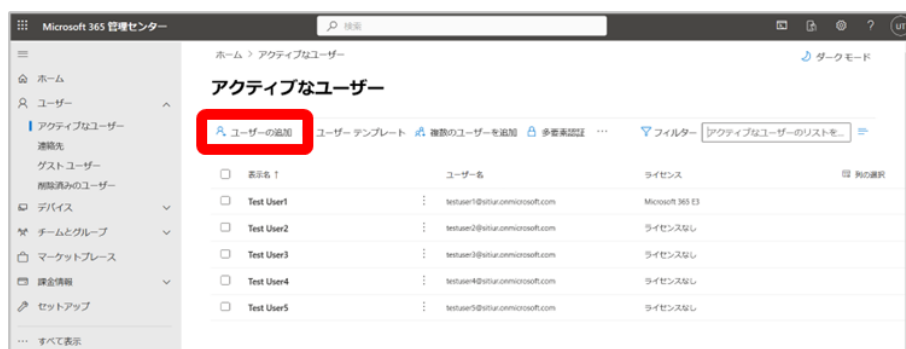 Microsoft 365 管理センター
検索
?
UT
ホーム > アクティブなユーザー
ダークモード
アクティブなユーザー
ホーム
ユーザー
アクティブなユーザー
連絡先
ゲスト ユーザー
削除済みのユーザー
デバイス
チームとグループ
マーケットプレース
課金情報
セットアップ
… すべて表示
ユーザーの追加 ユーザー テンプレート 複数のユーザーを追加 多要素認証 … フィルター アクティブなユーザーのリストを...
表示名 ↑ ユーザー名 ライセンス 列の選択
Test User1 testuser1@sitiur.onmicrosoft.com Microsoft 365 E3
Test User2 testuser2@sitiur.onmicrosoft.com ライセンスなし
Test User3 testuser3@sitiur.onmicrosoft.com ライセンスなし
Test User4 testuser4@sitiur.onmicrosoft.com ライセンスなし
Test User5 testuser5@sitiur.onmicrosoft.com ライセンスなし